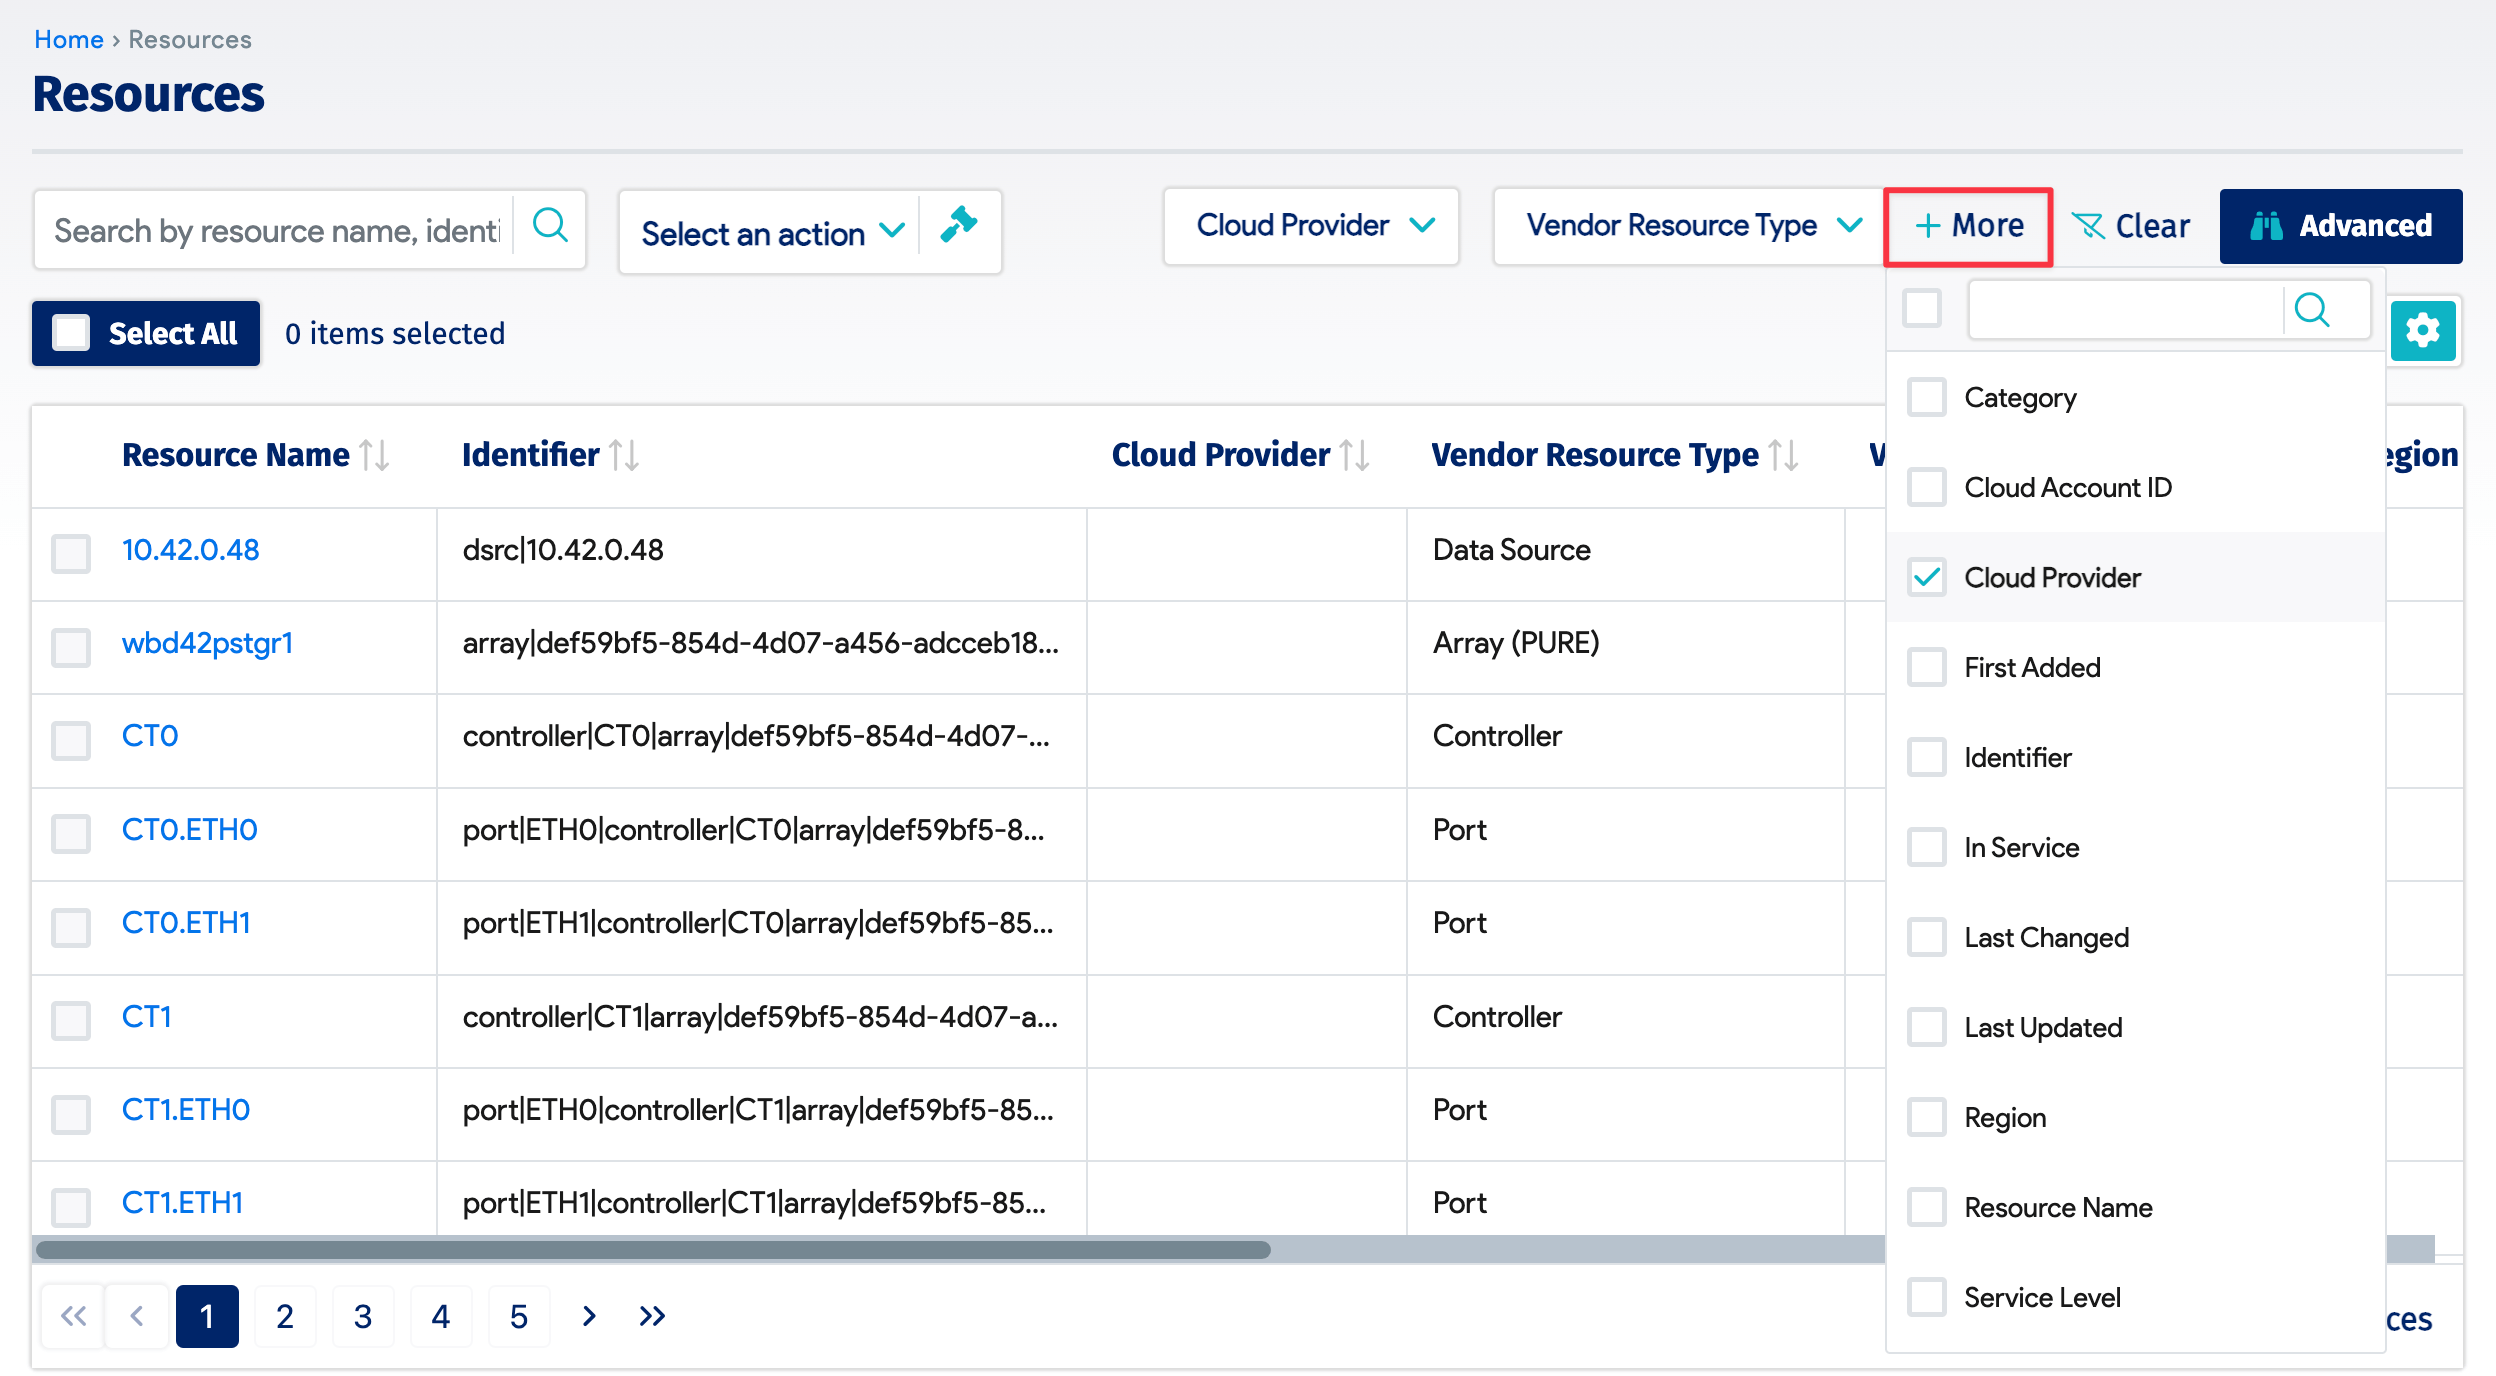 Home › Resources
Resources
Search by resource name, identi
Select an action
Cloud Provider
Vendor Resource Type
+ More
Clear
Advanced
Select All
0 items selected
Resource Name Identifier Cloud Provider Vendor Resource Type V egion
10.42.0.48 dsrc|10.42.0.48 Data Source
wbd42pstgr1 array|def59bf5-854d-4d07-a456-adcceb18... Array (PURE)
CT0 controller|CT0|array|def59bf5-854d-4d07-... Controller
CT0.ETH0 port|ETH0|controller|CT0|array|def59bf5-8... Port
CT0.ETH1 port|ETH1|controller|CT0|array|def59bf5-85... Port
CT1 controller|CT1|array|def59bf5-854d-4d07-a... Controller
CT1.ETH0 port|ETH0|controller|CT1|array|def59bf5-85... Port
CT1.ETH1 port|ETH1|controller|CT1|array|def59bf5-85... Port
Category
Cloud Account ID
Cloud Provider
First Added
Identifier
In Service
Last Changed
Last Updated
Region
Resource Name
Service Level
« ‹ 1 2 3 4 5 › »
ces